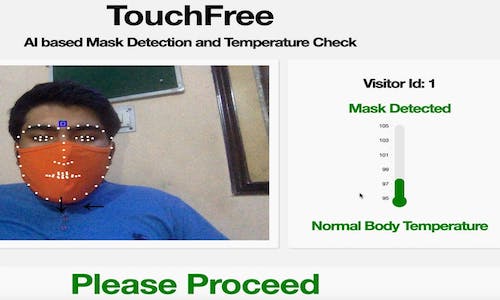 TouchFree
AI based Mask Detection and Temperature Check
Visitor Id: 1
Mask Detected
105
103
101
99
97
95
Normal Body Temperature
Please Proceed